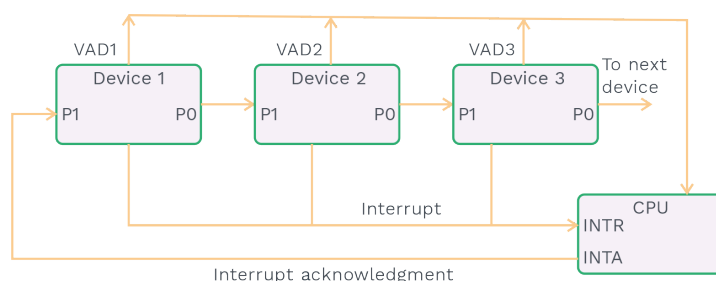 VAD1
VAD2
VAD3
Device 1
Device 2
Device 3
To next
device
P1
P0
P1
P0
P1
P0
Interrupt
CPU
INTR
INTA
Interrupt acknowledgment